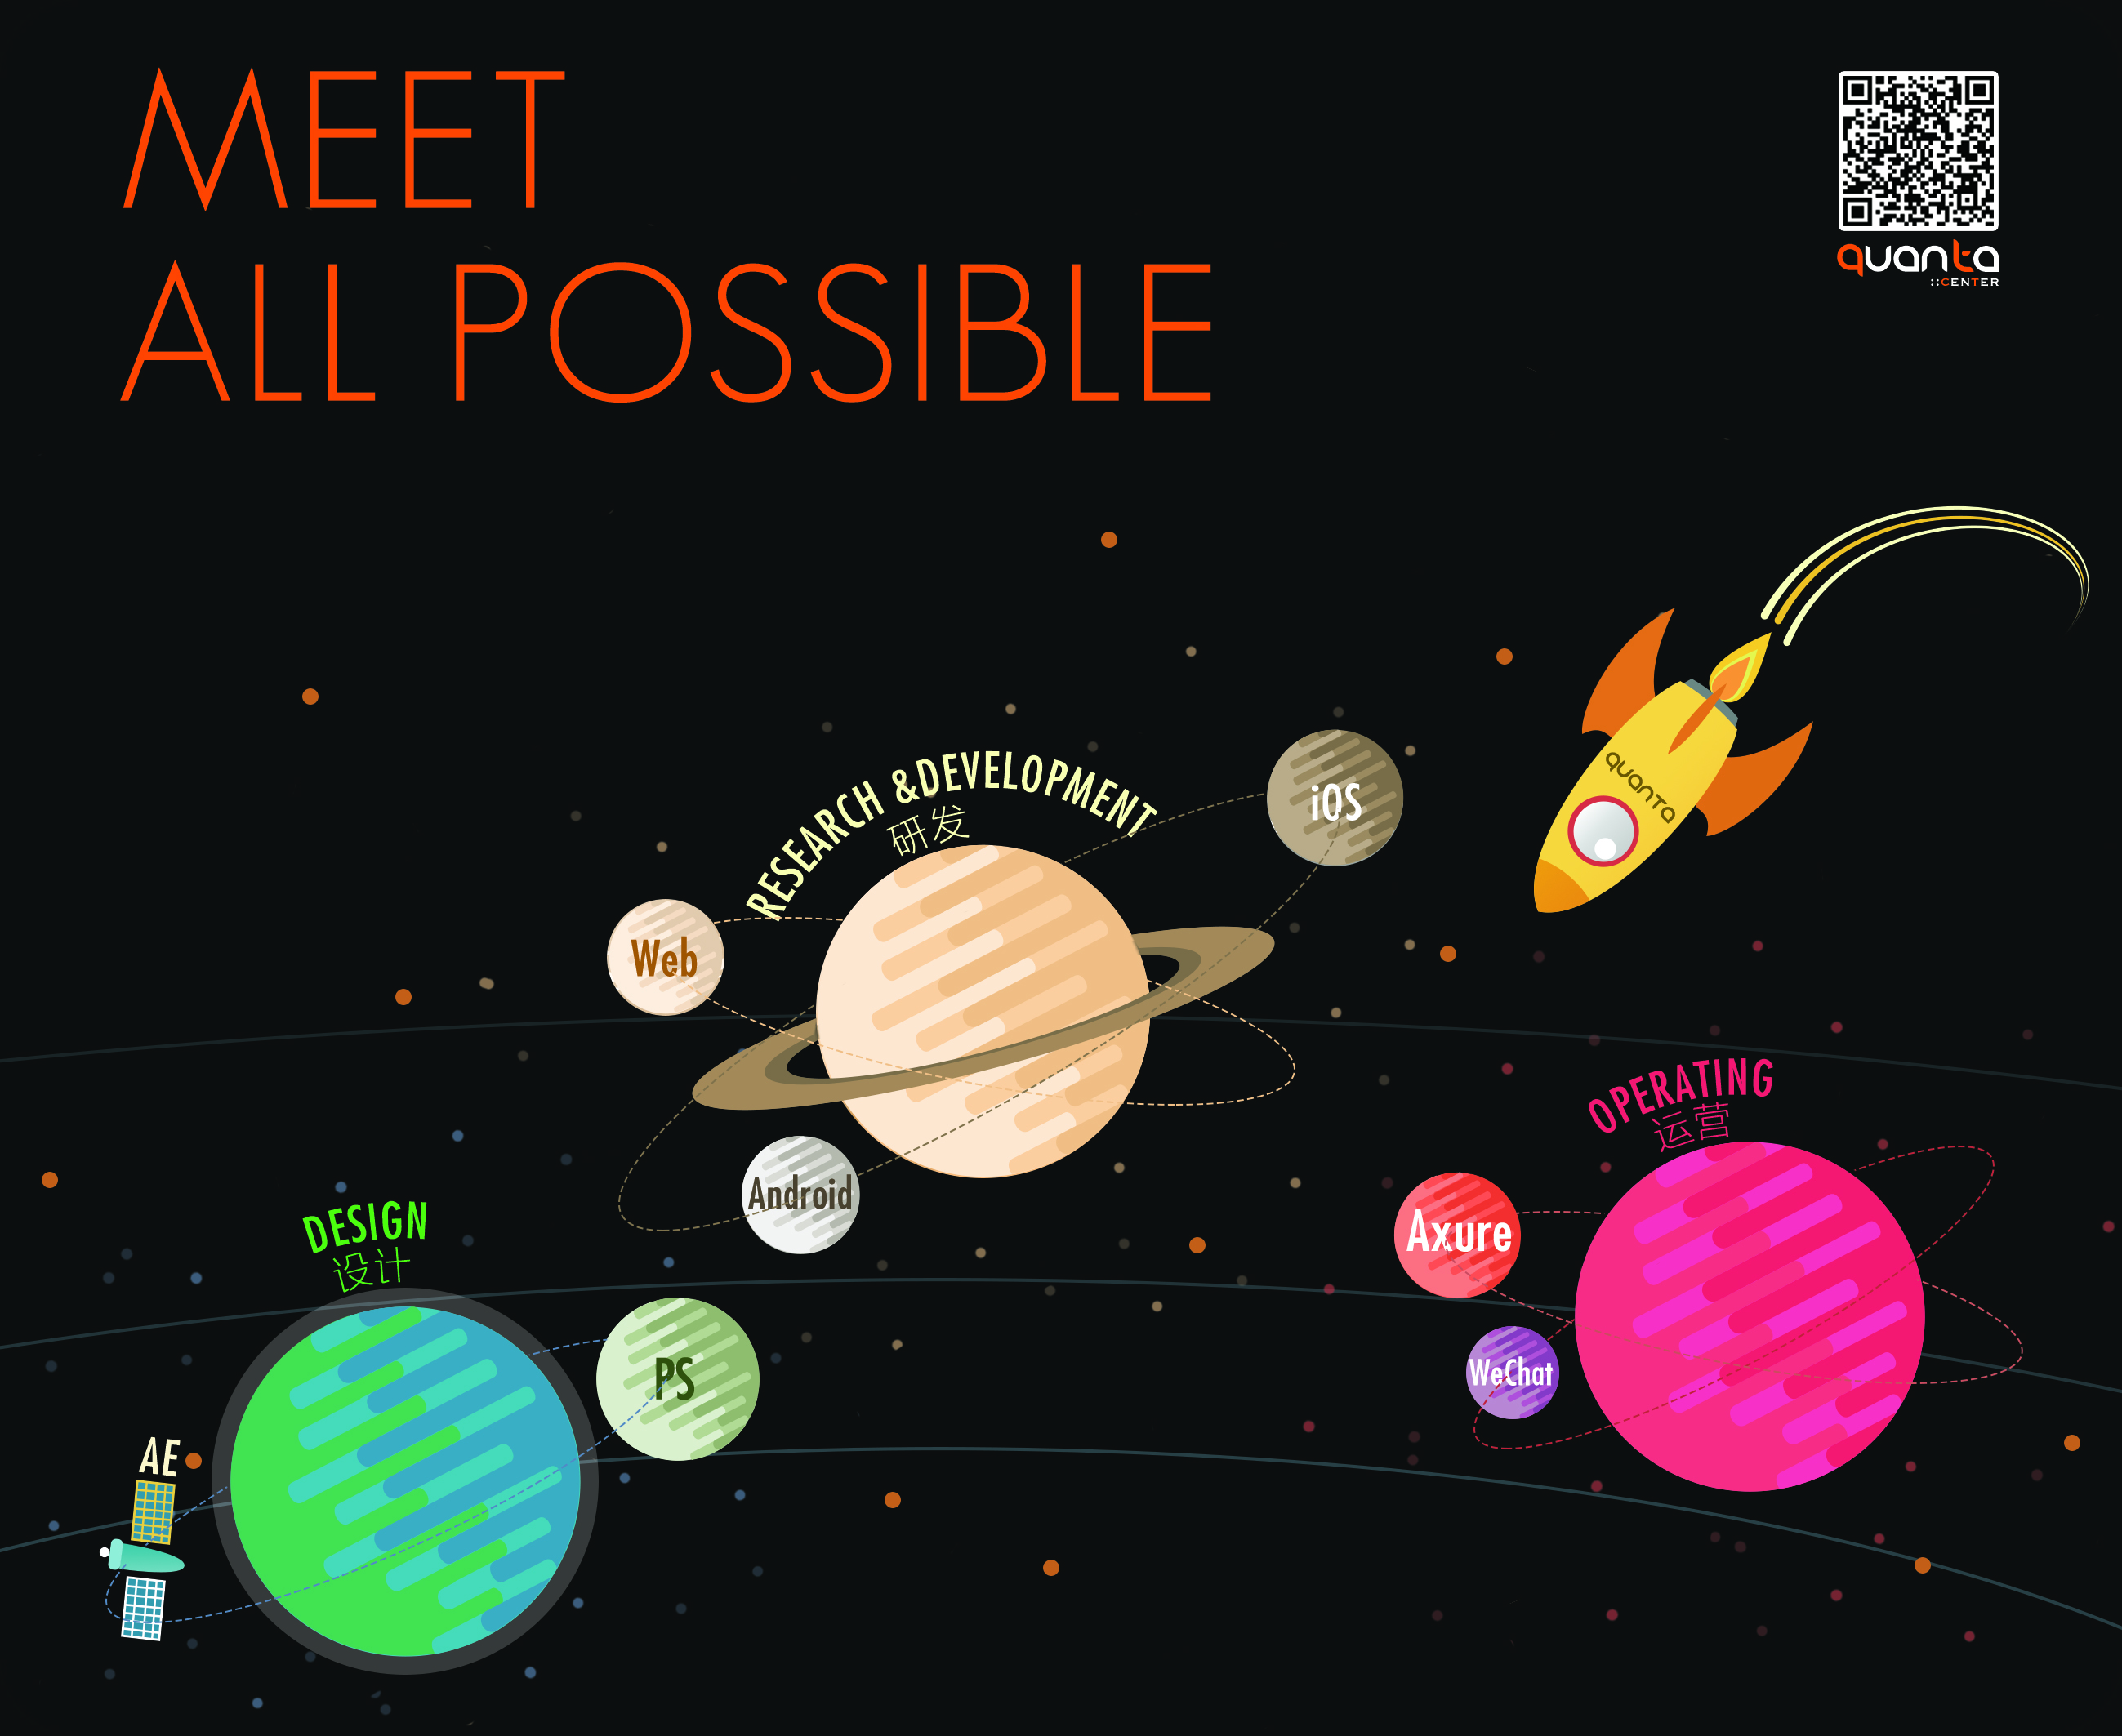 MEET
ALL POSSIBLE
quanta
::CENTER
quanta
iOS
RESEARCH &DEVELOPMENT
研发
Web
Android
OPERATING
运营
Axure
WeChat
DESIGN
设计
PS
AE